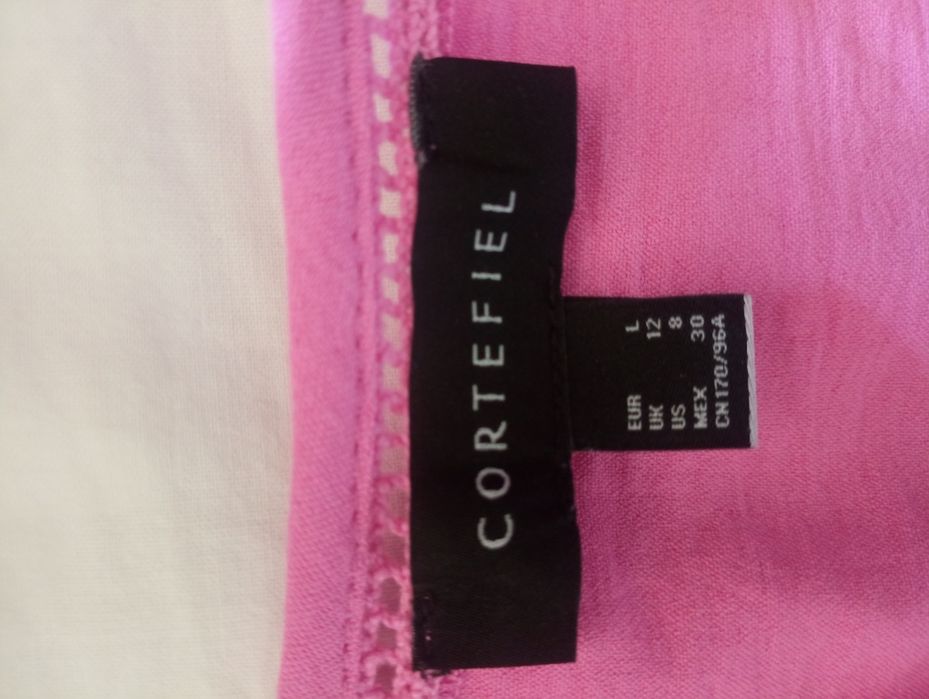 CORTEFIEL
EUR L
UK 12
US 8
MEX 30
CN170/96A